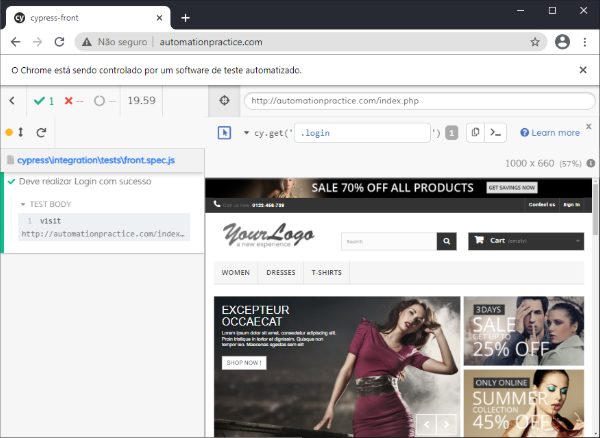 cypress-front
Não seguro | automationpractice.com
O Chrome está sendo controlado por um software de teste automatizado.
1 -- -- 19.59
http://automationpractice.com/index.php
cy.get('.login') 1 Learn more
cypress\integration\tests\front.spec.js
1000 x 660 (57%)
Deve realizar Login com sucesso
TEST BODY
1 visit
http://automationpractice.com/index…
SALE 70% OFF ALL PRODUCTS GET SAVINGS NOW
Call us now: 0123-456-789 Contact us Sign in
YourLogo
a new experience
Search
Cart (empty)
WOMEN DRESSES T-SHIRTS
EXCEPTEUR
OCCAECAT
Lorem ipsum dolor sit amet, consectetur adipiscing elit.
Proin tristique in tortor et dignissim. Quisque non
tempor leo. Maecenas egestas sem elit
SHOP NOW !
3 DAYS
SALE
GET UP TO
25% OFF
ONLY ONLINE
SUMMER
COLLECTION
45% OFF